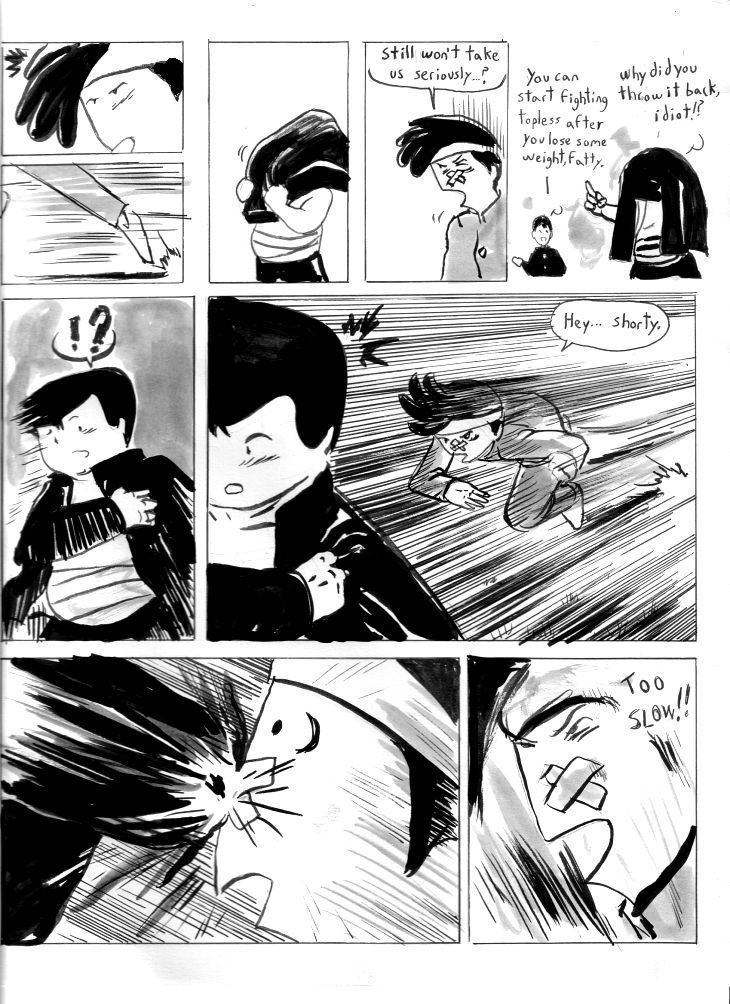 Still won't take
us seriously...?
You can
start fighting
topless after
you lose some
weight, fatty.
why did you
throw it back,
idiot!!?
!?
Hey... shorty.
TOO
SLOW!!